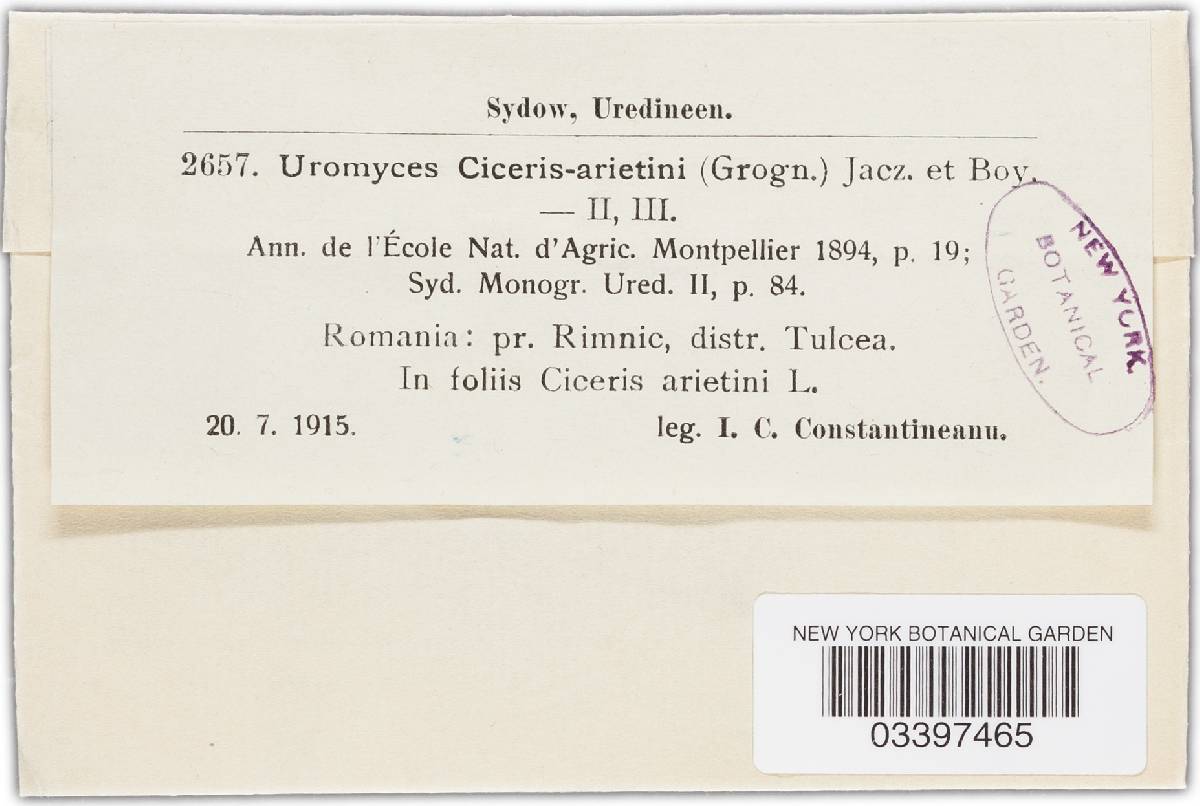 Sydow, Uredineen.
2657. Uromyces Ciceris-arietini (Grogn.) Jacz. et Boy.
— II, III.
Ann. de l'École Nat. d'Agric. Montpellier 1894, p. 19;
Syd. Monogr. Ured. II, p. 84.
Romania: pr. Rimnic, distr. Tulcea.
In foliis Ciceris arietini L.
20. 7. 1915. leg. I. C. Constantineanu.
NEW YORK
BOTANICAL
GARDEN.
NEW YORK BOTANICAL GARDEN
03397465